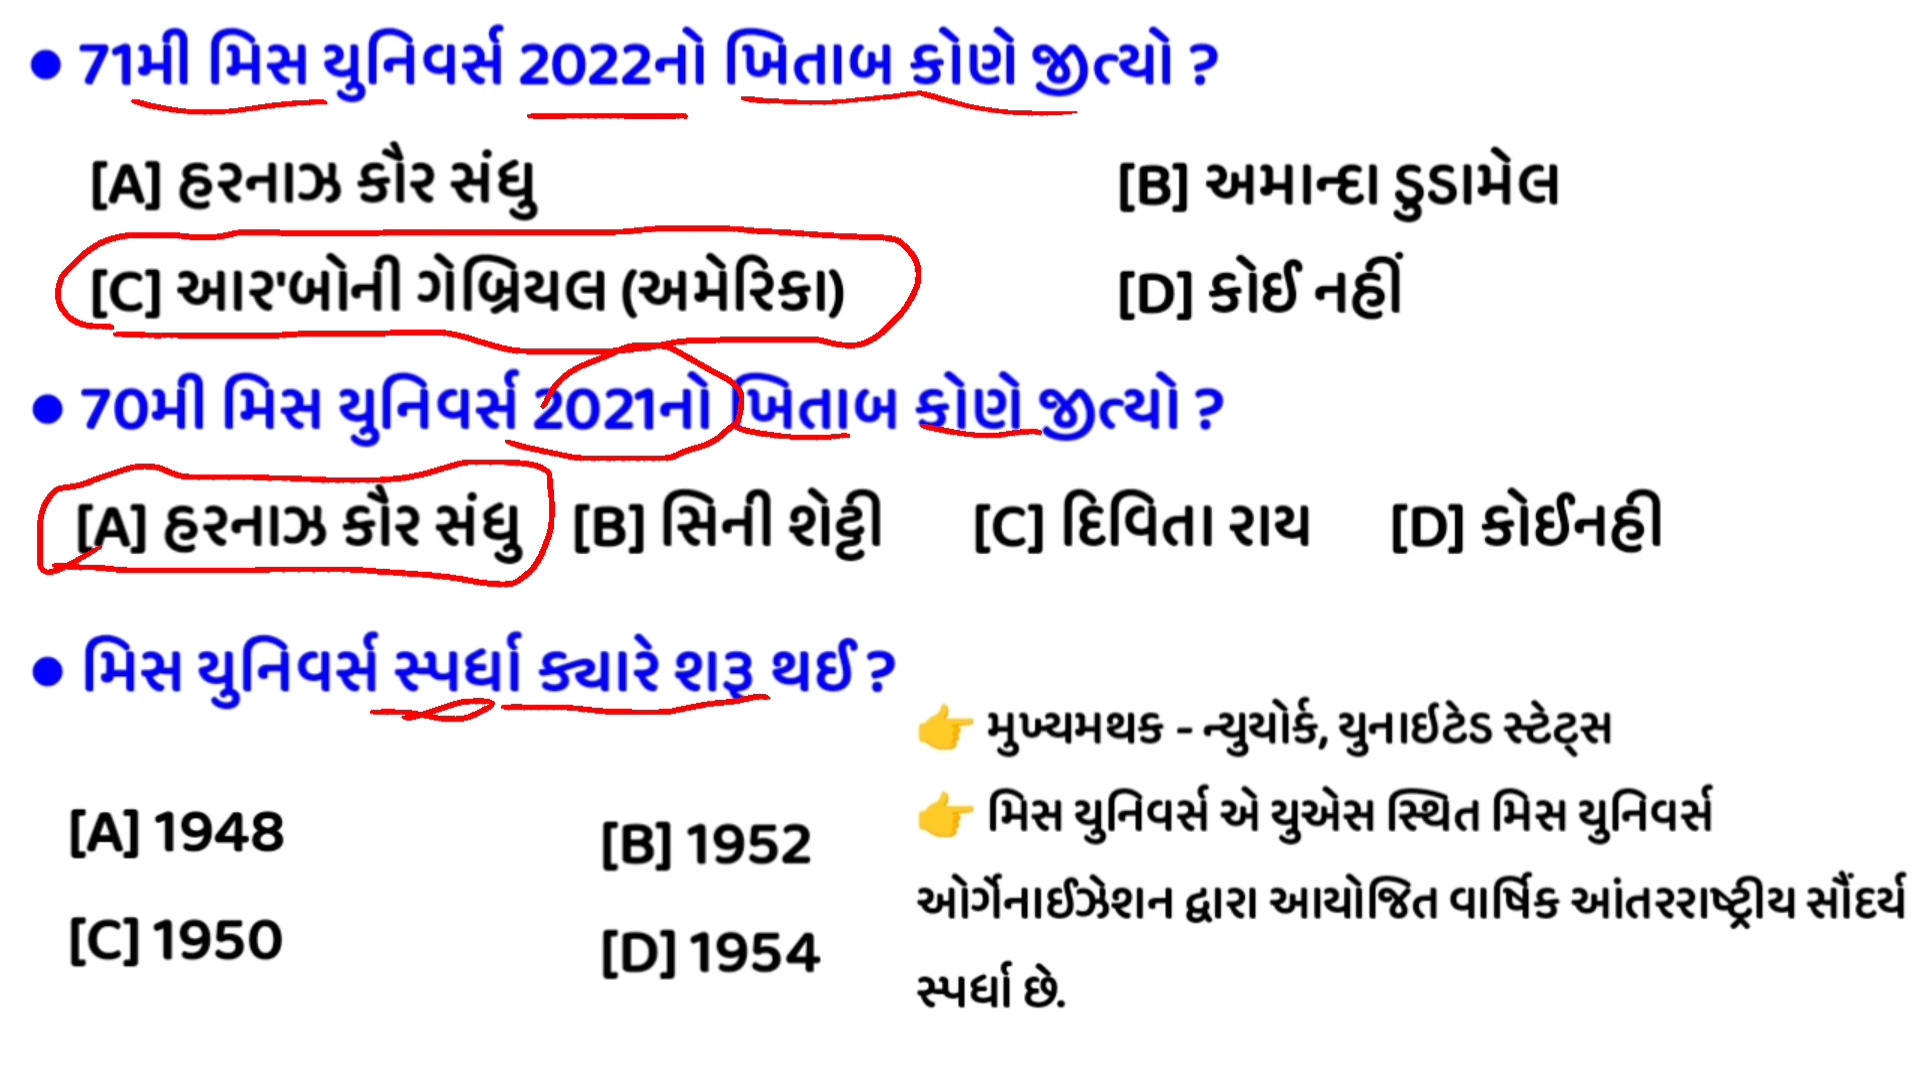 ● 71મી મિસ યુનિવર્સ 2022નો ખિતાબ કોણે જીત્યો ?
[A] હરનાઝ કૌર સંધુ [B] અમાન્દા ડુડામેલ
[C] આર'બોની ગેબ્રિયલ (અમેરિકા) [D] કોઈ નહીં
● 70મી મિસ યુનિવર્સ 2021નો ખિતાબ કોણે જીત્યો ?
[A] હરનાઝ કૌર સંધુ [B] સિની શેટ્ટી [C] દિવિતા રાય [D] કોઈનહી
● મિસ યુનિવર્સ સ્પર્ધા ક્યારે શરૂ થઈ ?
[A] 1948 [B] 1952
[C] 1950 [D] 1954
👉 મુખ્યમથક - ન્યુયોર્ક, યુનાઇટેડ સ્ટેટ્સ
👉 મિસ યુનિવર્સ એ યુએસ સ્થિત મિસ યુનિવર્સ
ઓર્ગેનાઈઝેશન દ્વારા આયોજિત વાર્ષિક આંતરરાષ્ટ્રીય સૌંદર્ય
સ્પર્ધા છે.